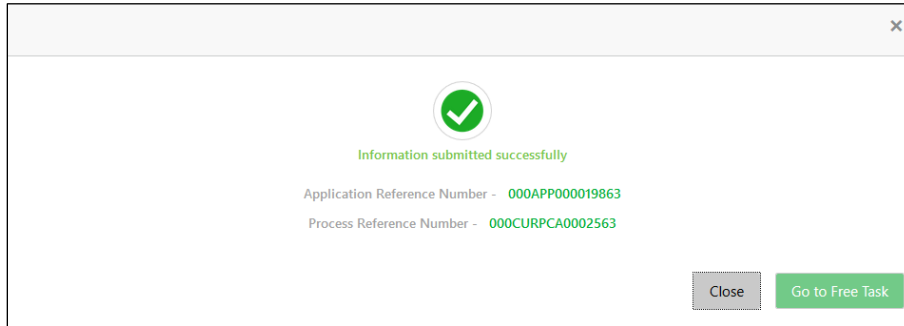 ×
Information submitted successfully
Application Reference Number - 000APP000019863
Process Reference Number - 000CURPCA0002563
Close Go to Free Task